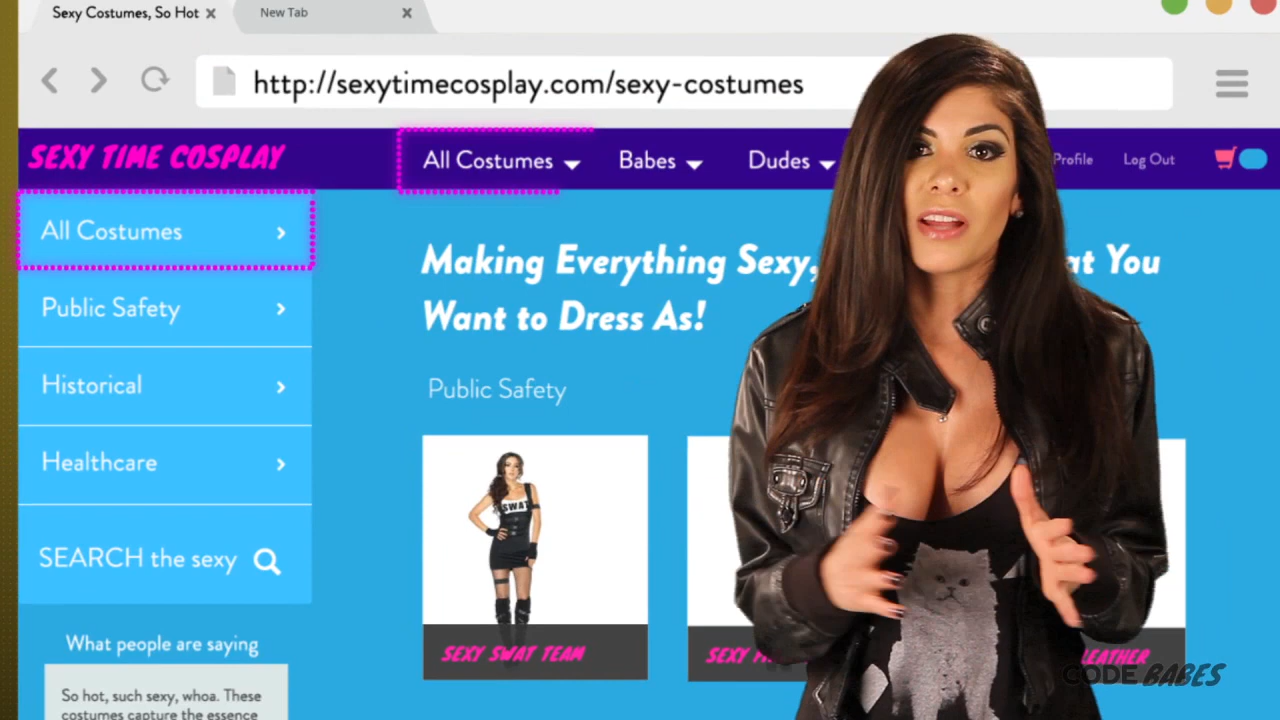 Sexy Costumes, So Hot
New Tab
http://sexytimecosplay.com/sexy-costumes
SEXY TIME COSPLAY
All Costumes
Babes
Dudes
Profile
Log Out
All Costumes
Public Safety
Historical
Healthcare
SEARCH the sexy
What people are saying
So hot, such sexy, whoa. These
costumes capture the essence
Making Everything Sexy, at You
Want to Dress As!
Public Safety
SWAT
SEXY SWAT TEAM
SEXY
LEATHER
CODE BABES